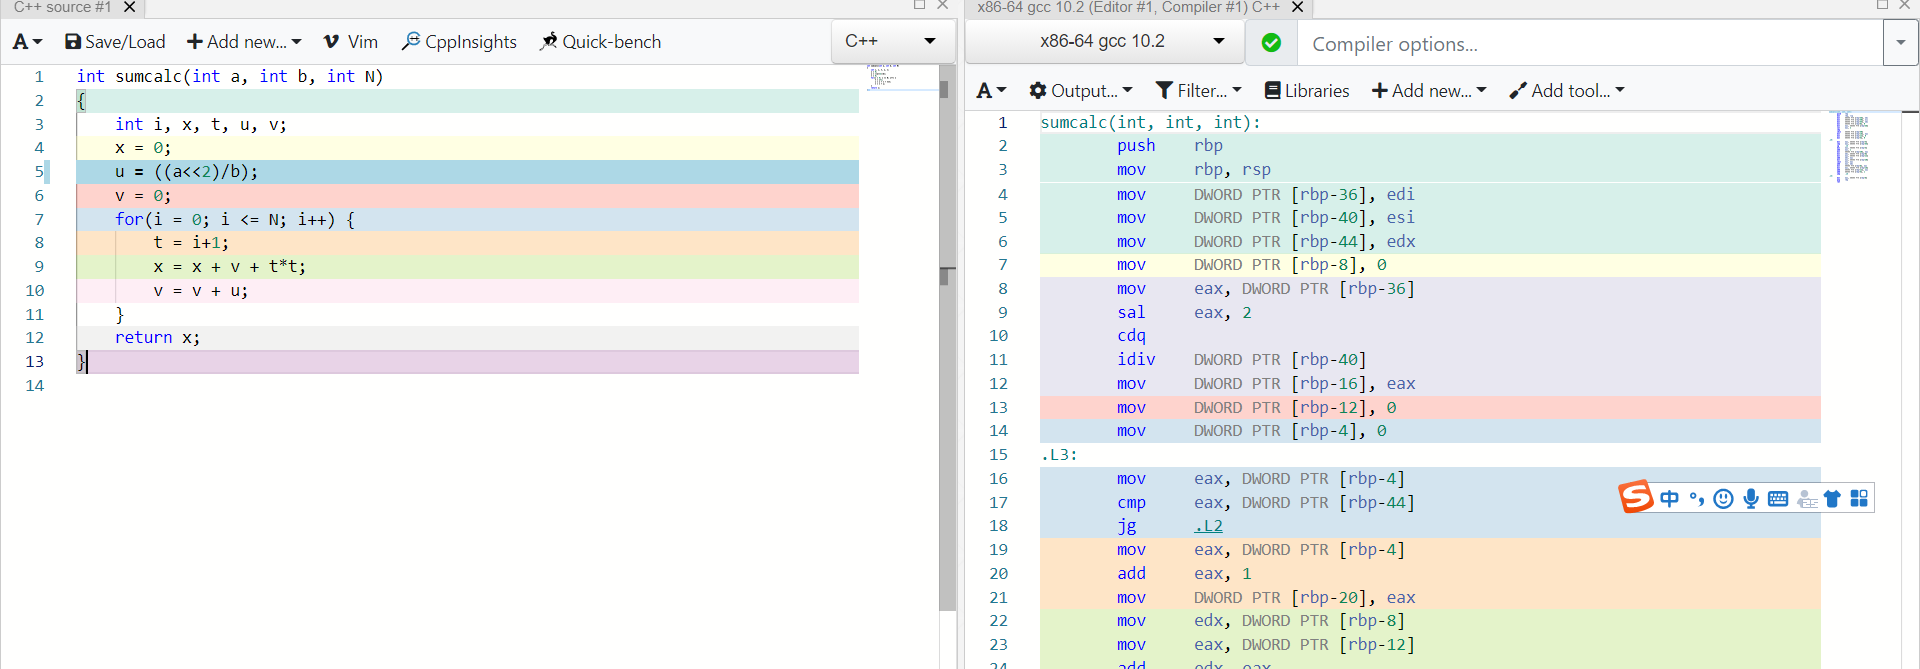 C++ source #1
A Save/Load Add new... Vim CppInsights Quick-bench
C++
1 int sumcalc(int a, int b, int N)
2 {
3 int i, x, t, u, v;
4 x = 0;
5 u = ((a<<2)/b);
6 v = 0;
7 for(i = 0; i <= N; i++) {
8 t = i+1;
9 x = x + v + t*t;
10 v = v + u;
11 }
12 return x;
13 }
14
x86-64 gcc 10.2 (Editor #1, Compiler #1) C++
x86-64 gcc 10.2 Compiler options...
A Output... Filter... Libraries Add new... Add tool...
1 sumcalc(int, int, int):
2 push rbp
3 mov rbp, rsp
4 mov DWORD PTR [rbp-36], edi
5 mov DWORD PTR [rbp-40], esi
6 mov DWORD PTR [rbp-44], edx
7 mov DWORD PTR [rbp-8], 0
8 mov eax, DWORD PTR [rbp-36]
9 sal eax, 2
10 cdq
11 idiv DWORD PTR [rbp-40]
12 mov DWORD PTR [rbp-16], eax
13 mov DWORD PTR [rbp-12], 0
14 mov DWORD PTR [rbp-4], 0
15 .L3:
16 mov eax, DWORD PTR [rbp-4]
17 cmp eax, DWORD PTR [rbp-44]
18 jg .L2
19 mov eax, DWORD PTR [rbp-4]
20 add eax, 1
21 mov DWORD PTR [rbp-20], eax
22 mov edx, DWORD PTR [rbp-8]
23 mov eax, DWORD PTR [rbp-12]
24 add edx, eax
S 中 °,